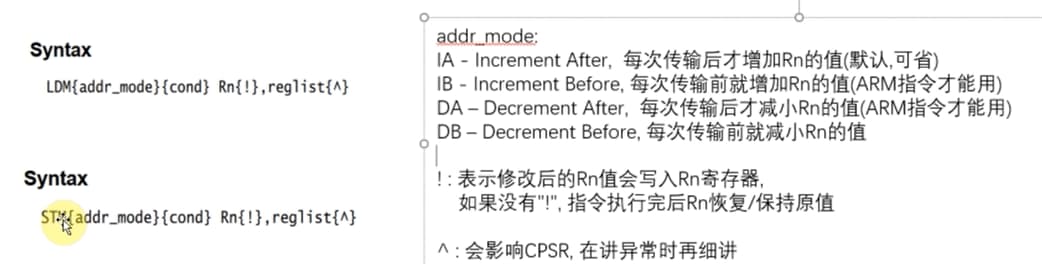 Syntax
LDM{addr_mode}{cond} Rn{!},reglist{^}
Syntax
STM{addr_mode}{cond} Rn{!},reglist{^}
addr_mode:
IA - Increment After, 每次传输后才增加Rn的值(默认,可省)
IB - Increment Before, 每次传输前就增加Rn的值(ARM指令才能用)
DA – Decrement After, 每次传输后才减小Rn的值(ARM指令才能用)
DB – Decrement Before, 每次传输前就减小Rn的值
! : 表示修改后的Rn值会写入Rn寄存器,
如果没有"!", 指令执行完后Rn恢复/保持原值
^ : 会影响CPSR, 在讲异常时再细讲